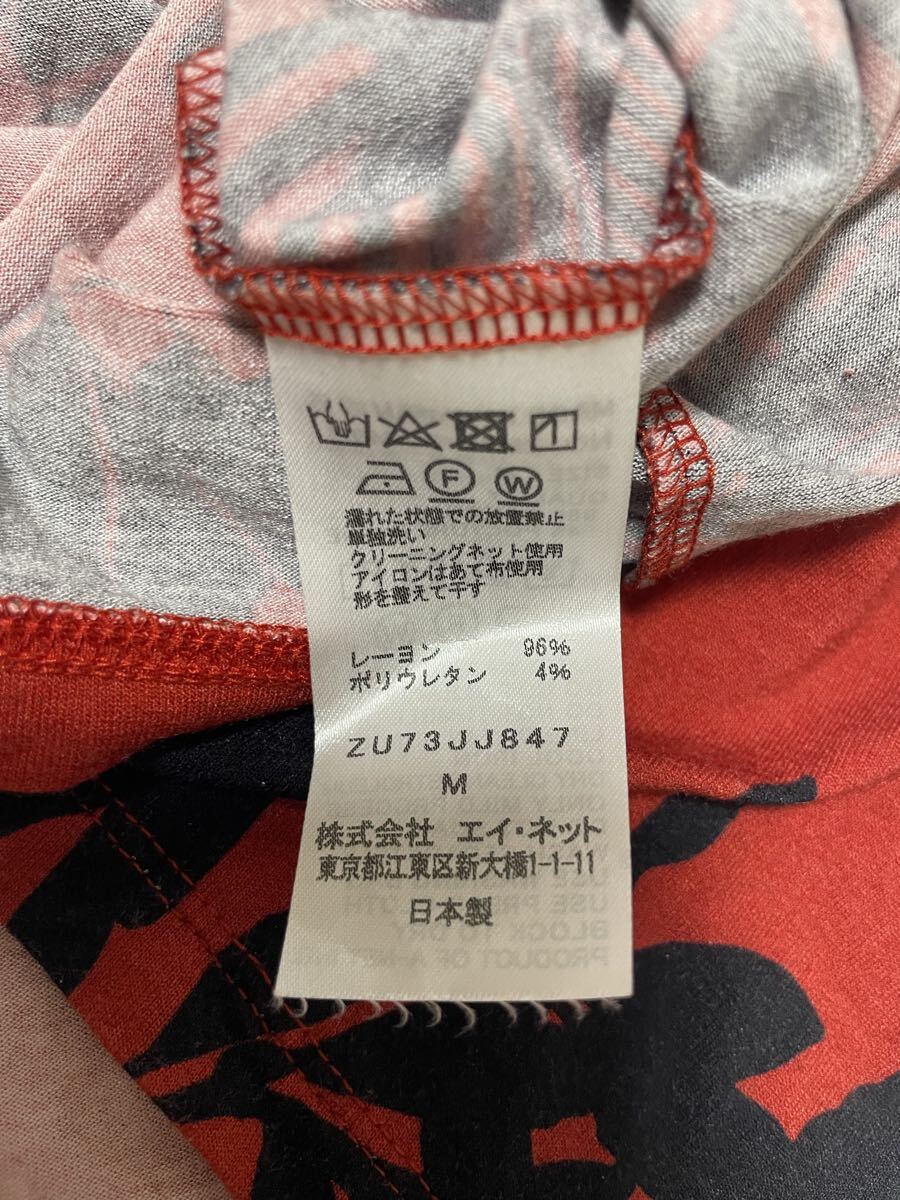 F W
濡れた状態での放置禁止
単独洗い
クリーニングネット使用
アイロンはあて布使用
形を整えて干す
レーヨン 96%
ポリウレタン 4%
ZU73JJ847
M
株式会社 エイ・ネット
東京都江東区新大橋1-1-11
日本製